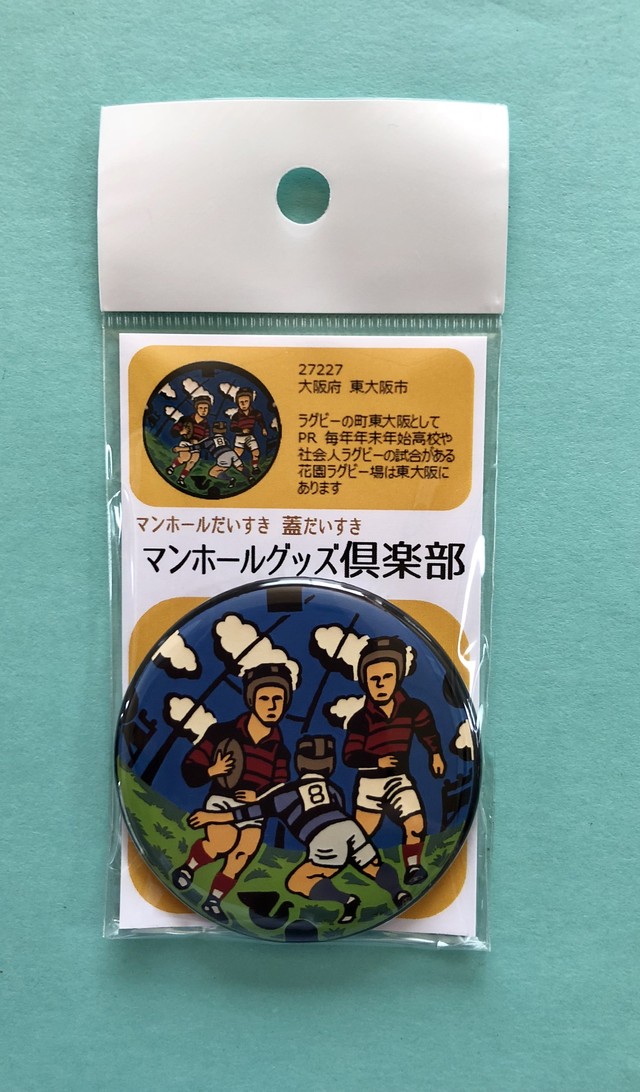 27227
大阪府 東大阪市
ラグビーの町東大阪として
PR 毎年年末年始高校や
社会人ラグビーの試合がある
花園ラグビー場は東大阪に
あります
マンホールだいすき 蓋だいすき
マンホールグッズ倶楽部
8